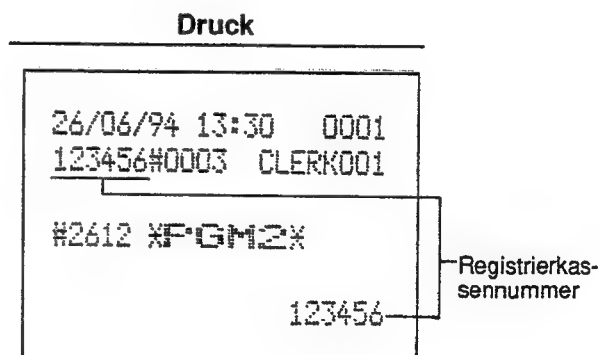 Druck
26/06/94 13:30 0001
123456#0003 CLERK001
#2612 *PGM2*
123456
Registrierkas-
sennummer